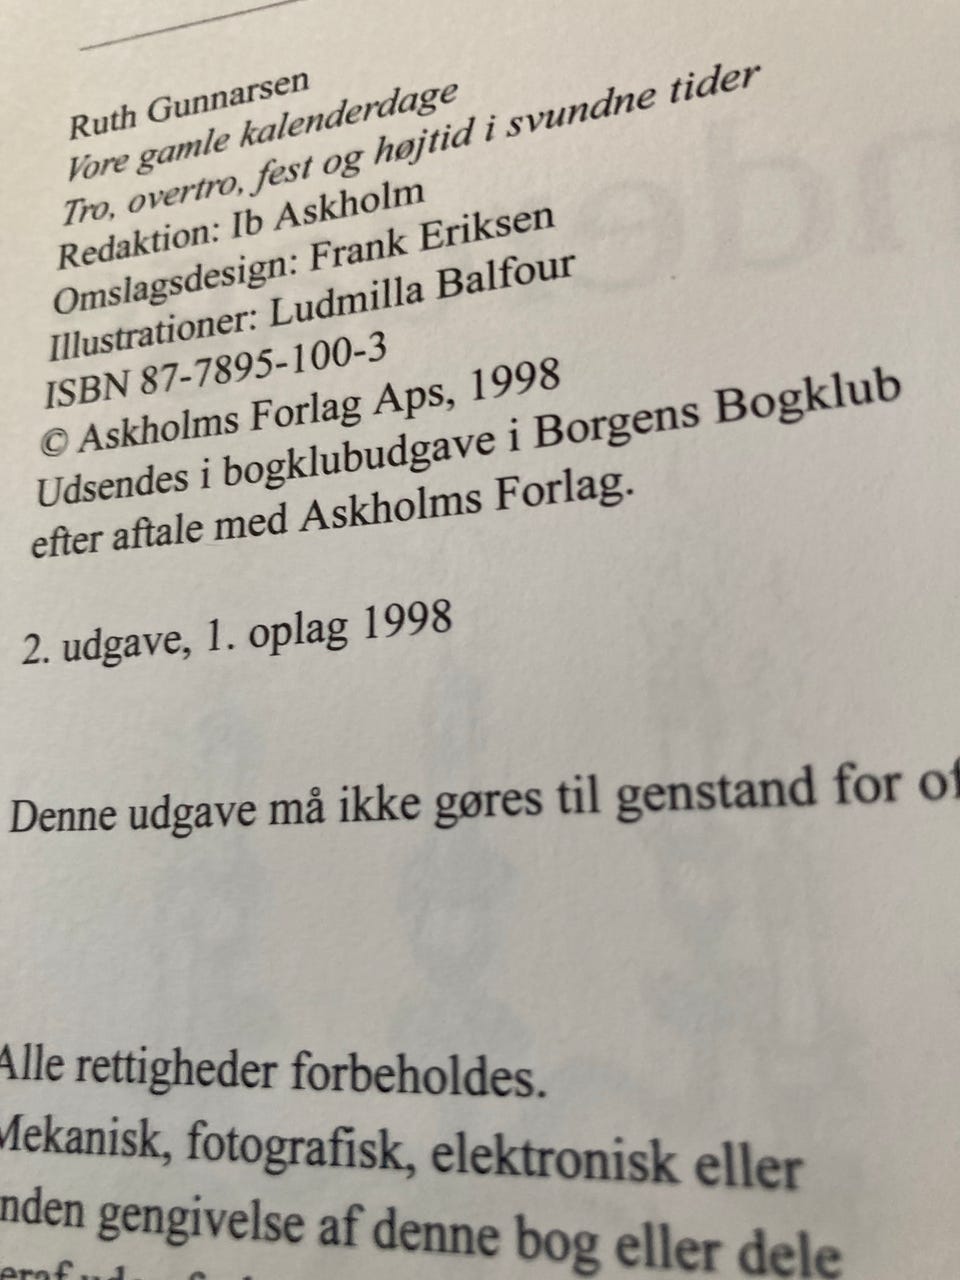 Ruth Gunnarsen
Vore gamle kalenderdage
Tro, overtro, fest og højtid i svundne tider
Redaktion: Ib Askholm
Omslagsdesign: Frank Eriksen
Illustrationer: Ludmilla Balfour
ISBN 87-7895-100-3
© Askholms Forlag Aps, 1998
Udsendes i bogklubudgave i Borgens Bogklub
efter aftale med Askholms Forlag.
2. udgave, 1. oplag 1998
Denne udgave må ikke gøres til genstand for
Alle rettigheder forbeholdes.
Mekanisk, fotografisk, elektronisk eller
nden gengivelse af denne bog eller dele